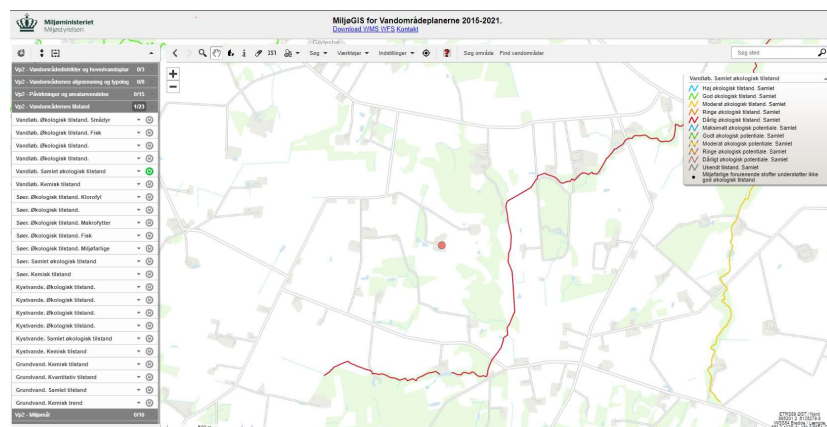 Miljøministeriet
Miljøstyrelsen
MiljøGIS for Vandområdeplanerne 2015-2021.
Download WMS WFS Kontakt
Søg Værktøjer Indstillinger Søg område Find vandområder
Søg sted
Vp2 - Vandområdedistrikter og hovedvandoplar 0/3
Vp2 - Vandområdernes afgrænsning og typolog 0/8
Vp2 - Påvirkninger og arealanvendelse 0/15
Vp2 - Vandområdernes tilstand 1/23
Vandløb. Økologisk tilstand. Smådyr
Vandløb. Økologisk tilstand. Fisk
Vandløb. Økologisk tilstand.
Vandløb. Økologisk tilstand.
Vandløb. Samlet økologisk tilstand
Vandløb. Kemisk tilstand
Søer. Økologisk tilstand. Klorofyl
Søer. Økologisk tilstand.
Søer. Økologisk tilstand. Makrofytter
Søer. Økologisk tilstand. Fisk
Søer. Økologisk tilstand. Miljøfarlige
Søer. Samlet økologisk tilstand
Søer. Kemisk tilstand
Kystvande. Økologisk tilstand.
Kystvande. Økologisk tilstand.
Kystvande. Økologisk tilstand.
Kystvande. Økologisk tilstand.
Kystvande. Samlet økologisk tilstand
Kystvande. Kemisk tilstand
Grundvand. Kemisk tilstand
Grundvand. Kvantitativ tilstand
Grundvand. Samlet tilstand
Grundvand. Kemisk trend
Vp2 - Miljømål 0/16
Vandløb. Samlet økologisk tilstand
Høj økologisk tilstand. Samlet
God økologisk tilstand. Samlet
Moderat økologisk tilstand. Samlet
Ringe økologisk tilstand. Samlet
Dårlig økologisk tilstand. Samlet
Maksimalt økologisk potentiale. Samlet
Godt økologisk potentiale. Samlet
Moderat økologisk potentiale. Samlet
Ringe økologisk potentiale. Samlet
Dårligt økologisk potentiale. Samlet
Ukendt tilstand. Samlet
Miljøfarlige forurenende stoffer understøtter ikke
god økologisk tilstand